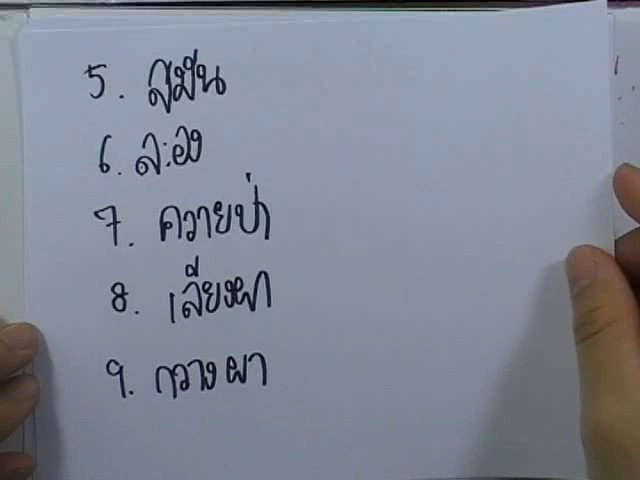 5. สมัน
6. ละอง
7. ควายป่า
8. เลียงผา
9. กวางผา